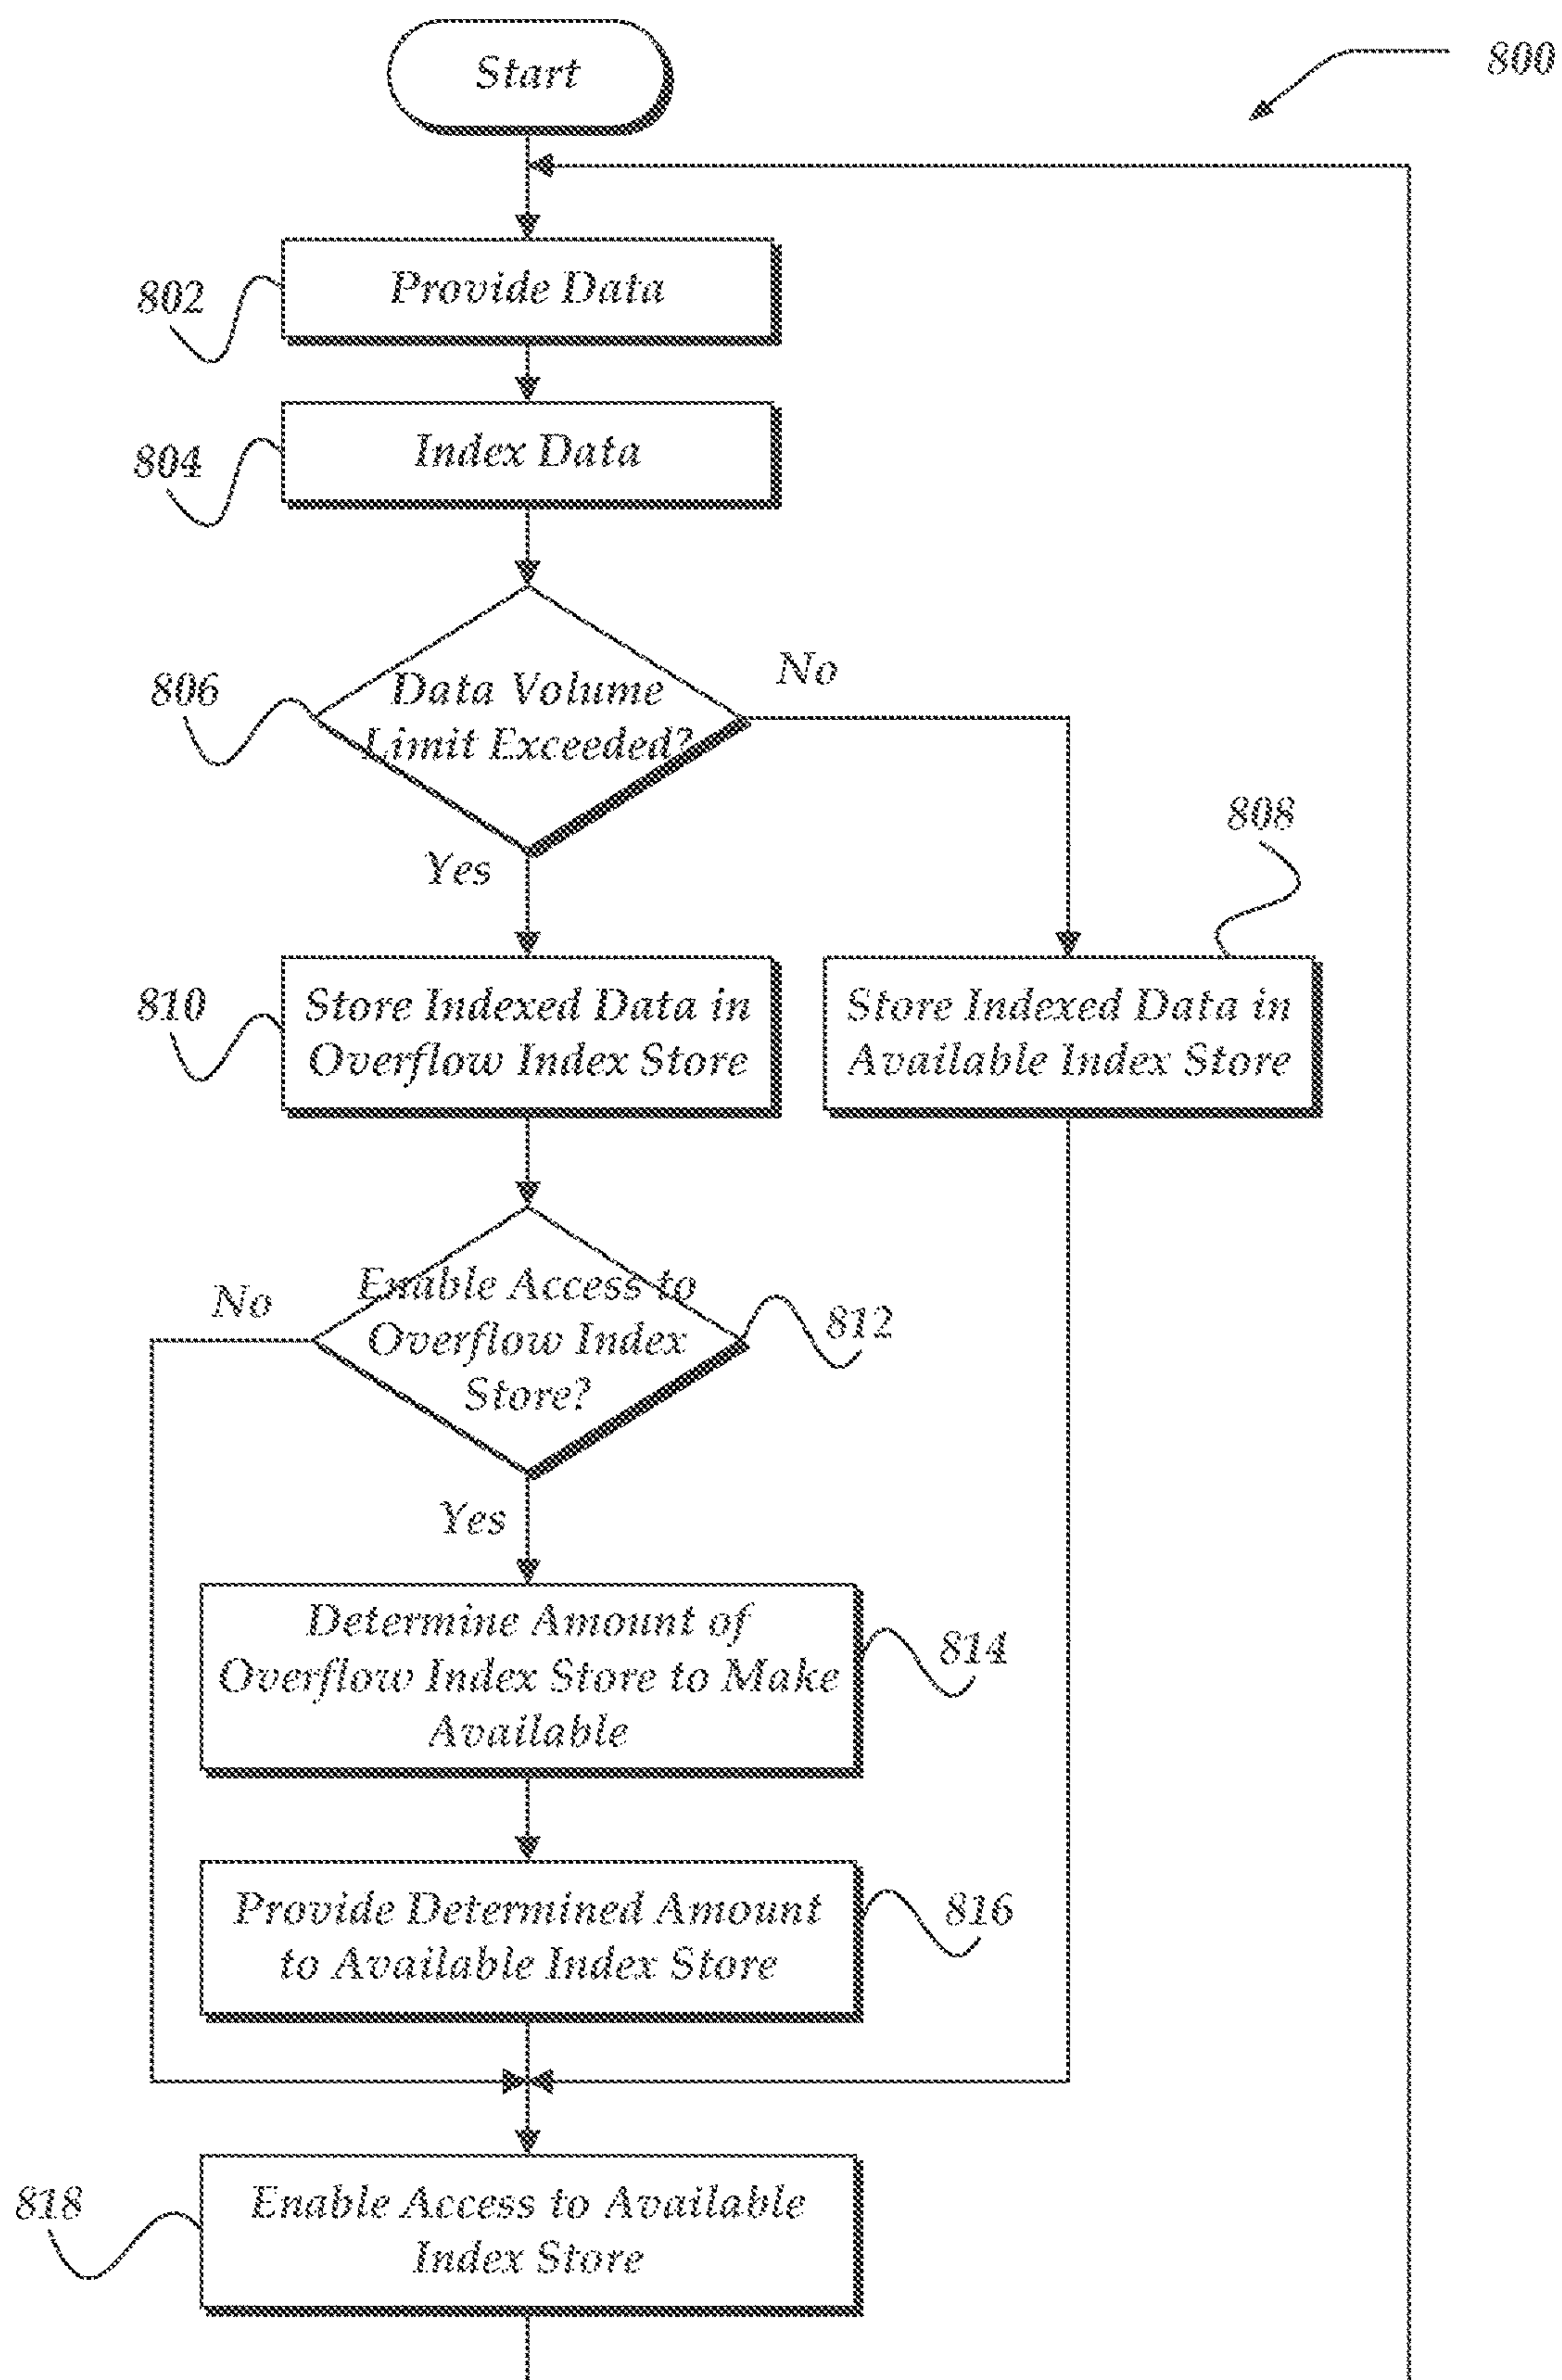 Start
800
802
Provide Data
804
Index Data
806
Data Volume
Limit Exceeded?
No
Yes
808
810
Store Indexed Data in
Overflow Index Store
Store Indexed Data in
Available Index Store
No
Enable Access to
Overflow Index
Store?
812
Yes
Determine Amount of
Overflow Index Store to Make
Available
814
Provide Determined Amount
to Available Index Store
816
818
Enable Access to Available
Index Store